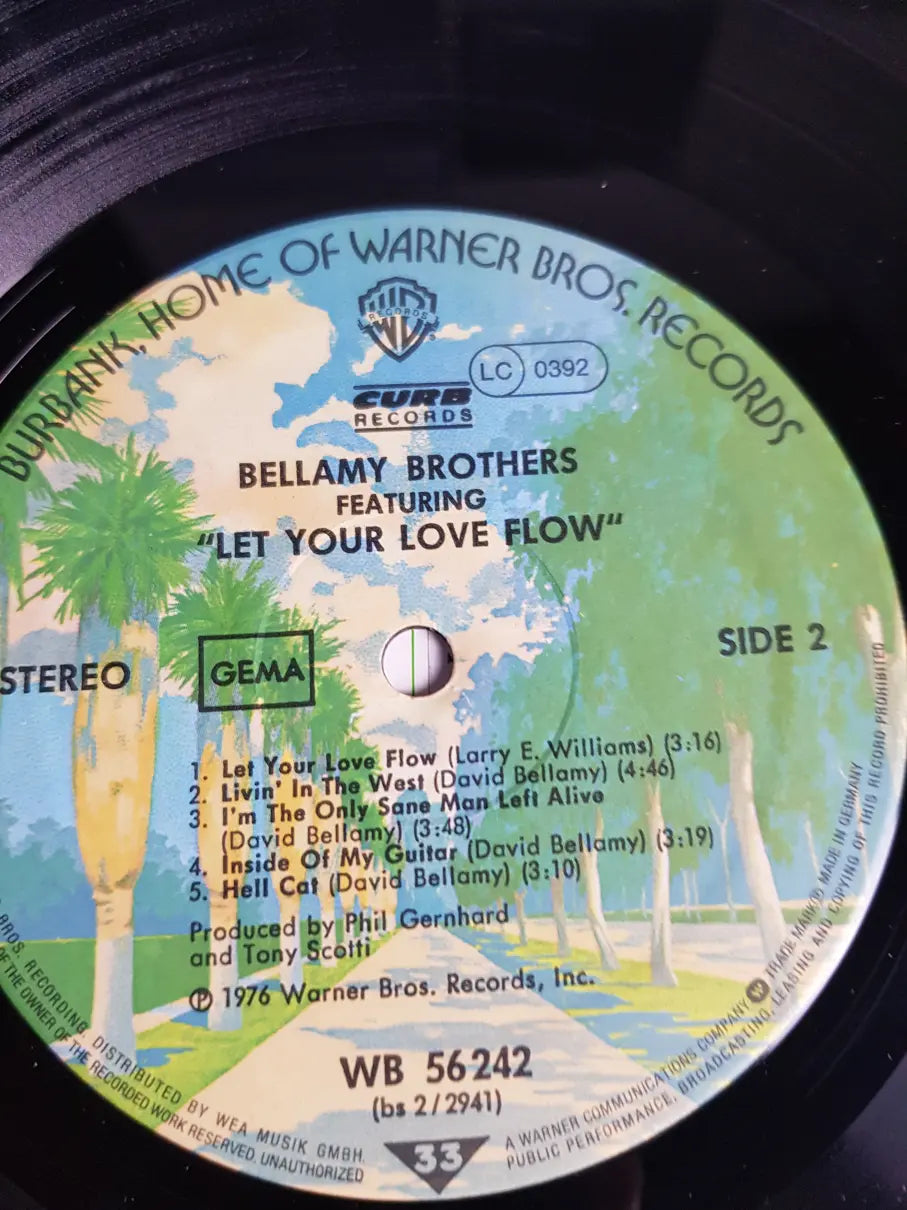 BURBANK, HOME OF WARNER BROS. RECORDS
W B
RECORDS
LC 0392
CURB
RECORDS
BELLAMY BROTHERS
FEATURING
"LET YOUR LOVE FLOW"
STEREO
GEMA
SIDE 2
1. Let Your Love Flow (Larry E. Williams) (3:16)
2. Livin' In The West (David Bellamy) (4:46)
3. I'm The Only Sane Man Left Alive
(David Bellamy) (3:48)
4. Inside Of My Guitar (David Bellamy) (3:19)
5. Hell Cat (David Bellamy) (3:10)
Produced by Phil Gernhard
and Tony Scotti
℗ 1976 Warner Bros. Records, Inc.
WB 56242
(bs 2/2941)
33
BROS. RECORDING DISTRIBUTED BY WEA MUSIK GMBH.
OF THE OWNER OF THE RECORDED WORK RESERVED. UNAUTHORIZED
A WARNER COMMUNICATIONS COMPANY TRADE MARK® MADE IN GERMANY
PUBLIC PERFORMANCE, BROADCASTING, LEASING AND COPYING OF THIS RECORD PROHIBITED